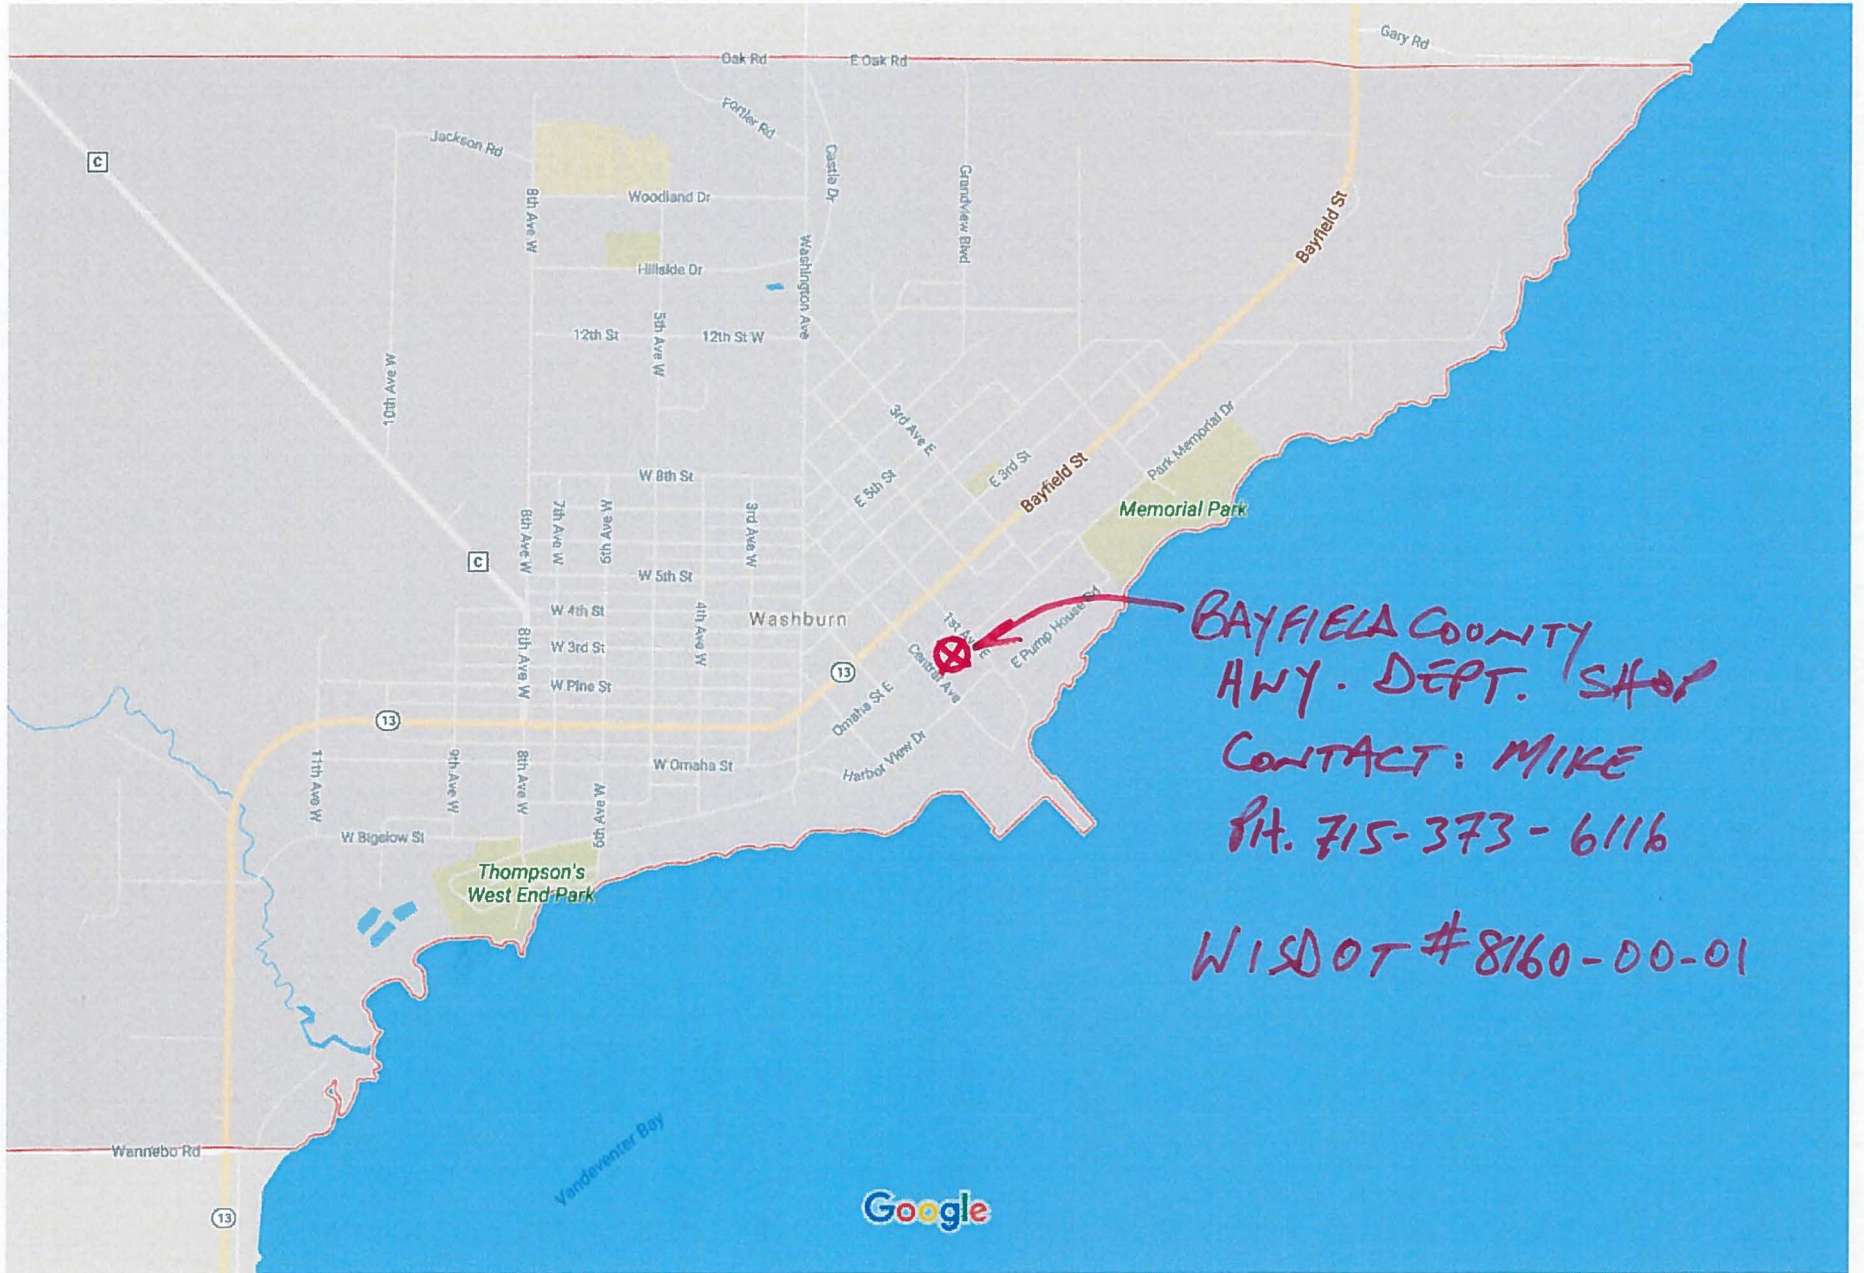 Gary Rd
Oak Rd
E Oak Rd
Fortier Rd
Jackson Rd
C
Castle Dr
Grandview Blvd
8th Ave W
Woodland Dr
Bayfield St
Washington Ave
Hillside Dr
5th Ave W
12th St
12th St W
10th Ave W
3rd Ave E
Park Memorial Dr
E 3rd St
W 8th St
E 5th St
Bayfield St
Memorial Park
8th Ave W
7th Ave W
6th Ave W
3rd Ave W
C
W 5th St
W 4th St
4th Ave W
Washburn
1st Ave E
E Pump House Rd
8th Ave W
W 3rd St
Central Ave
13
W Pine St
Omaha St E
13
Harbor View Dr
W Omaha St
11th Ave W
9th Ave W
8th Ave W
6th Ave W
W Bigelow St
Thompson's
West End Park
BAYFIELD COUNTY
HWY. DEPT. SHOP
CONTACT: MIKE
PH. 715-373-6116
WISDOT #8160-00-01
Vandeventer Bay
Wannebo Rd
13
Google